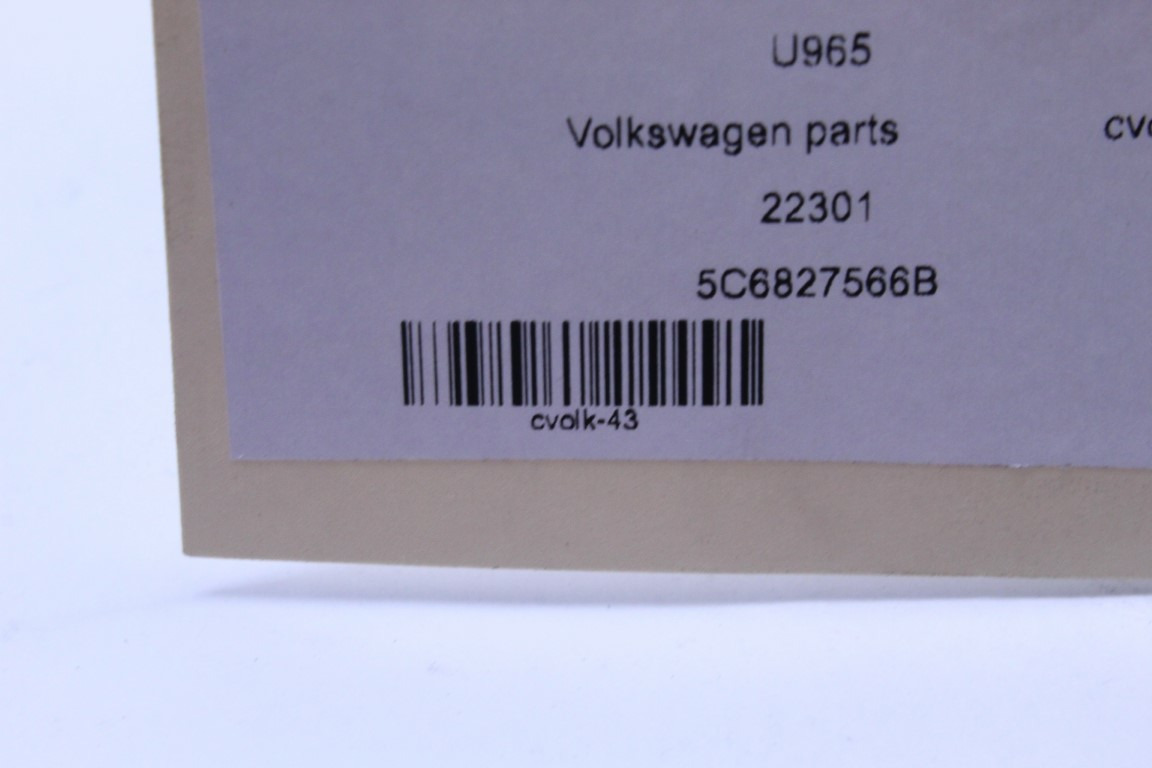 U965
Volkswagen parts
22301
5C6827566B
cvolk-43